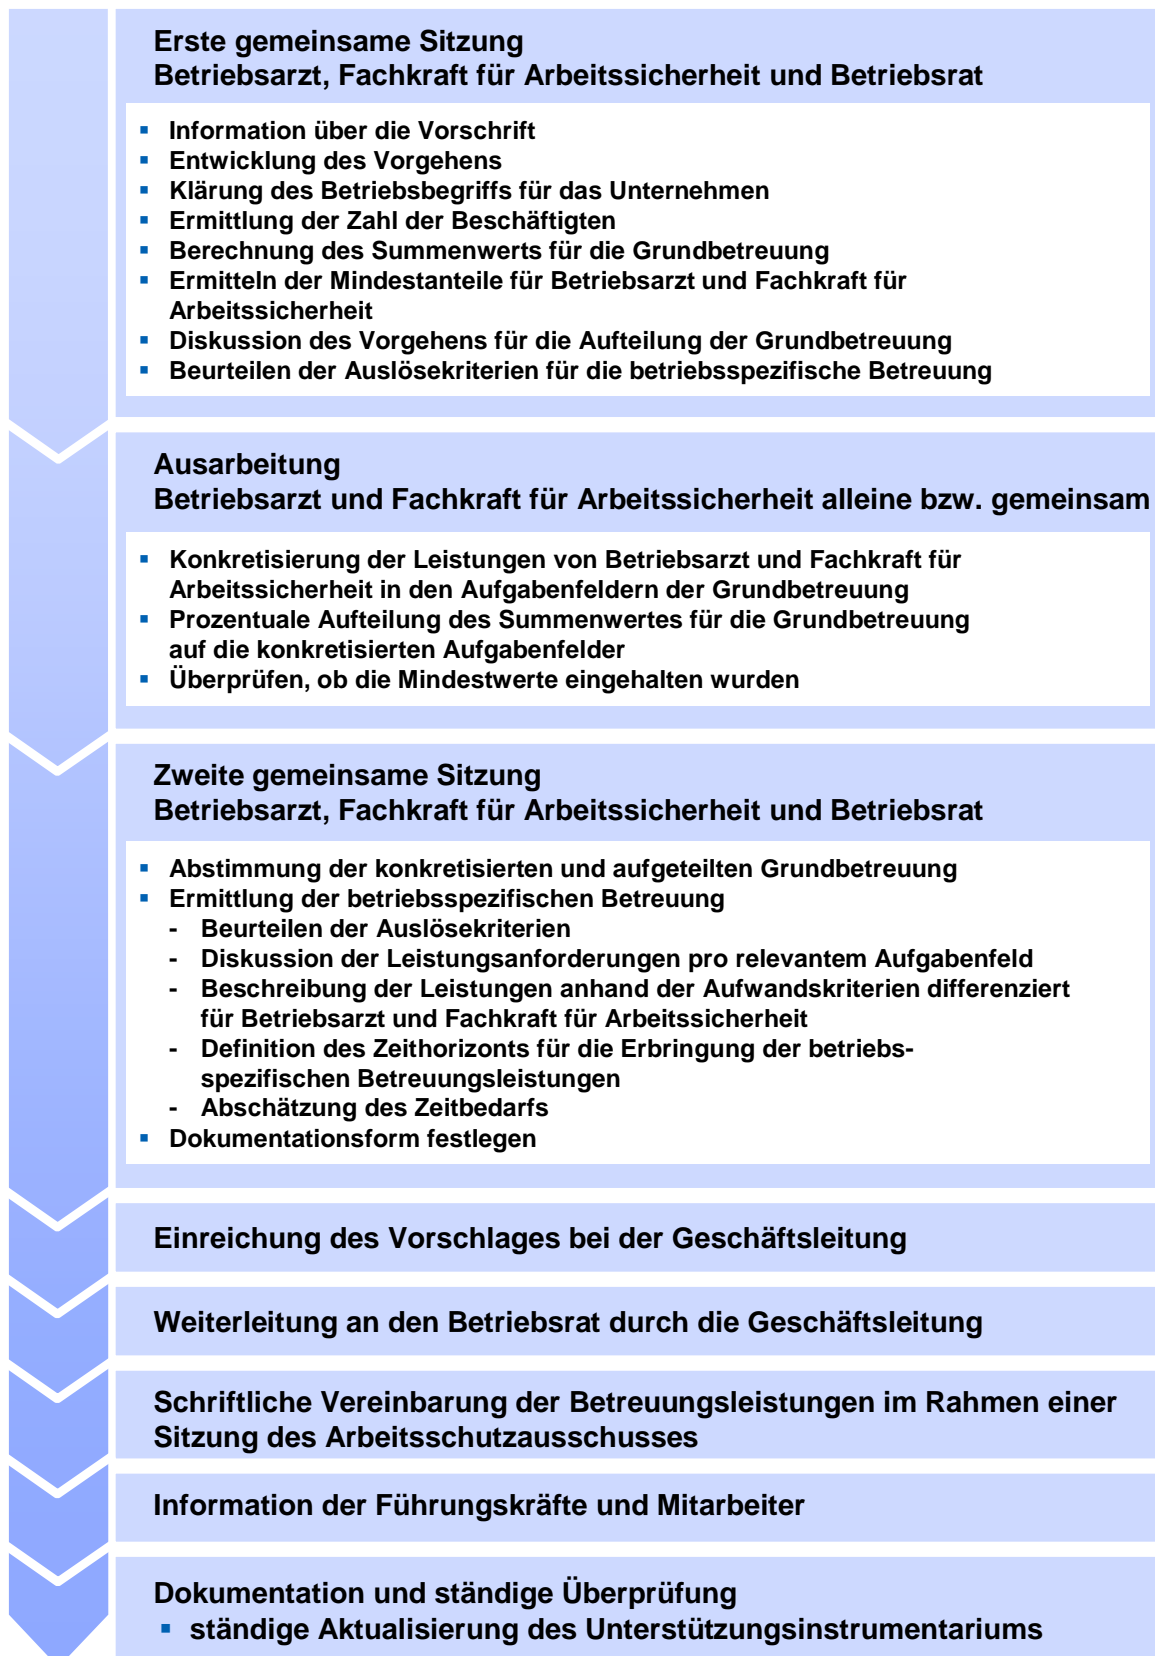 Erste gemeinsame Sitzung
Betriebsarzt, Fachkraft für Arbeitssicherheit und Betriebsrat
▪ Information über die Vorschrift
▪ Entwicklung des Vorgehens
▪ Klärung des Betriebsbegriffs für das Unternehmen
▪ Ermittlung der Zahl der Beschäftigten
▪ Berechnung des Summenwerts für die Grundbetreuung
▪ Ermitteln der Mindestanteile für Betriebsarzt und Fachkraft für
Arbeitssicherheit
▪ Diskussion des Vorgehens für die Aufteilung der Grundbetreuung
▪ Beurteilen der Auslösekriterien für die betriebsspezifische Betreuung
Ausarbeitung
Betriebsarzt und Fachkraft für Arbeitssicherheit alleine bzw. gemeinsam
▪ Konkretisierung der Leistungen von Betriebsarzt und Fachkraft für
Arbeitssicherheit in den Aufgabenfeldern der Grundbetreuung
▪ Prozentuale Aufteilung des Summenwertes für die Grundbetreuung
auf die konkretisierten Aufgabenfelder
▪ Überprüfen, ob die Mindestwerte eingehalten wurden
Zweite gemeinsame Sitzung
Betriebsarzt, Fachkraft für Arbeitssicherheit und Betriebsrat
▪ Abstimmung der konkretisierten und aufgeteilten Grundbetreuung
▪ Ermittlung der betriebsspezifischen Betreuung
- Beurteilen der Auslösekriterien
- Diskussion der Leistungsanforderungen pro relevantem Aufgabenfeld
- Beschreibung der Leistungen anhand der Aufwandskriterien differenziert
für Betriebsarzt und Fachkraft für Arbeitssicherheit
- Definition des Zeithorizonts für die Erbringung der betriebs-
spezifischen Betreuungsleistungen
- Abschätzung des Zeitbedarfs
▪ Dokumentationsform festlegen
Einreichung des Vorschlages bei der Geschäftsleitung
Weiterleitung an den Betriebsrat durch die Geschäftsleitung
Schriftliche Vereinbarung der Betreuungsleistungen im Rahmen einer
Sitzung des Arbeitsschutzausschusses
Information der Führungskräfte und Mitarbeiter
Dokumentation und ständige Überprüfung
▪ ständige Aktualisierung des Unterstützungsinstrumentariums